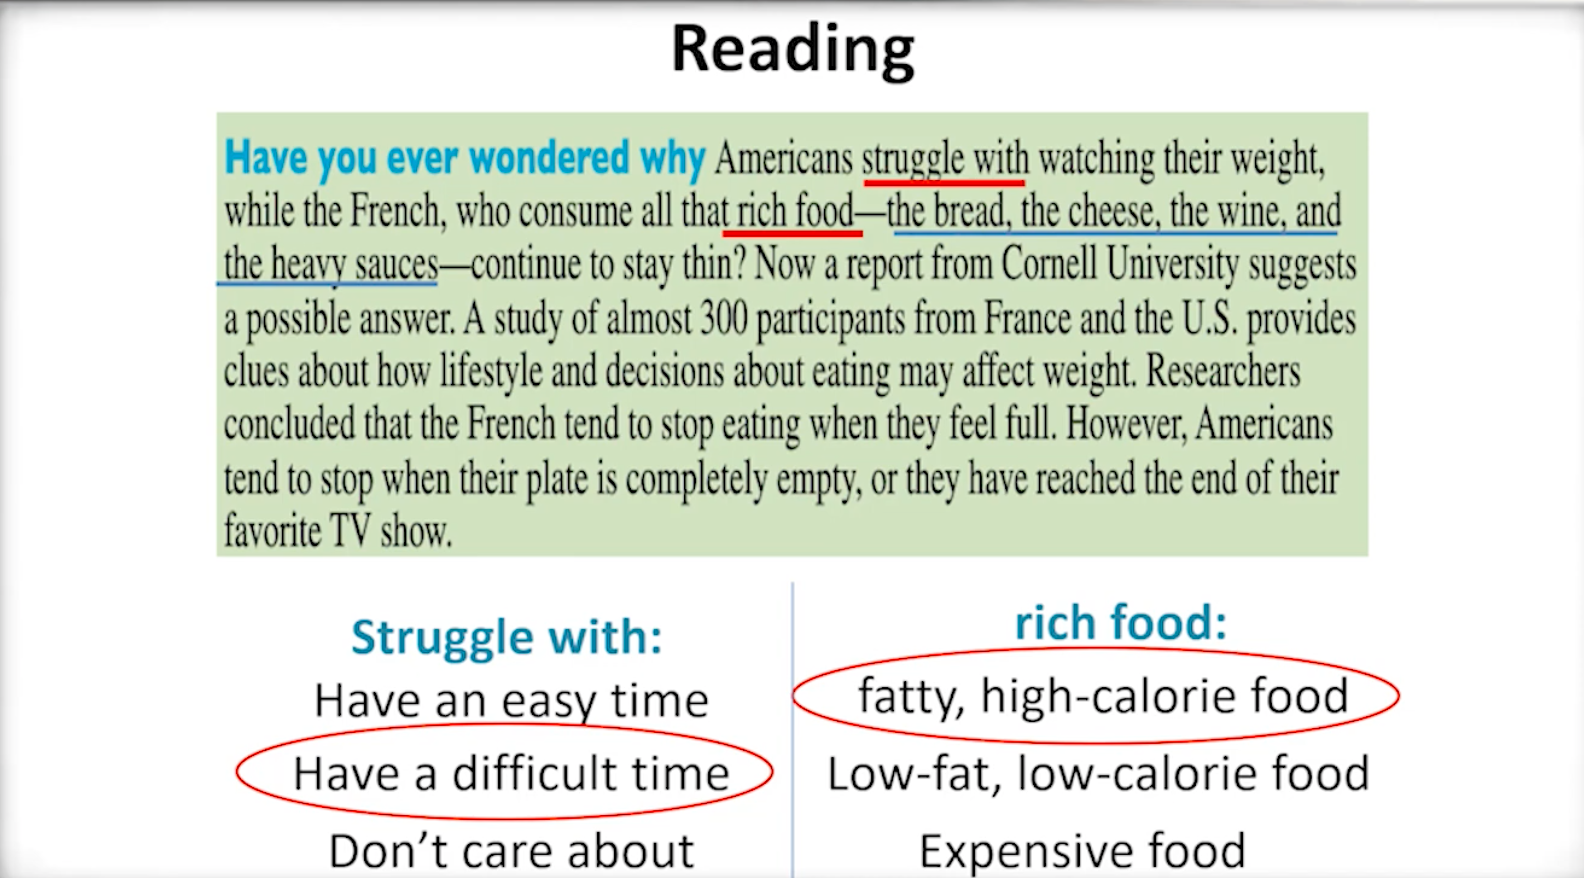 Reading
Have you ever wondered why Americans struggle with watching their weight,
while the French, who consume all that rich food—the bread, the cheese, the wine, and
the heavy sauces—continue to stay thin? Now a report from Cornell University suggests
a possible answer. A study of almost 300 participants from France and the U.S. provides
clues about how lifestyle and decisions about eating may affect weight. Researchers
concluded that the French tend to stop eating when they feel full. However, Americans
tend to stop when their plate is completely empty, or they have reached the end of their
favorite TV show.
Struggle with:
Have an easy time
Have a difficult time
Don't care about
rich food:
fatty, high-calorie food
Low-fat, low-calorie food
Expensive food